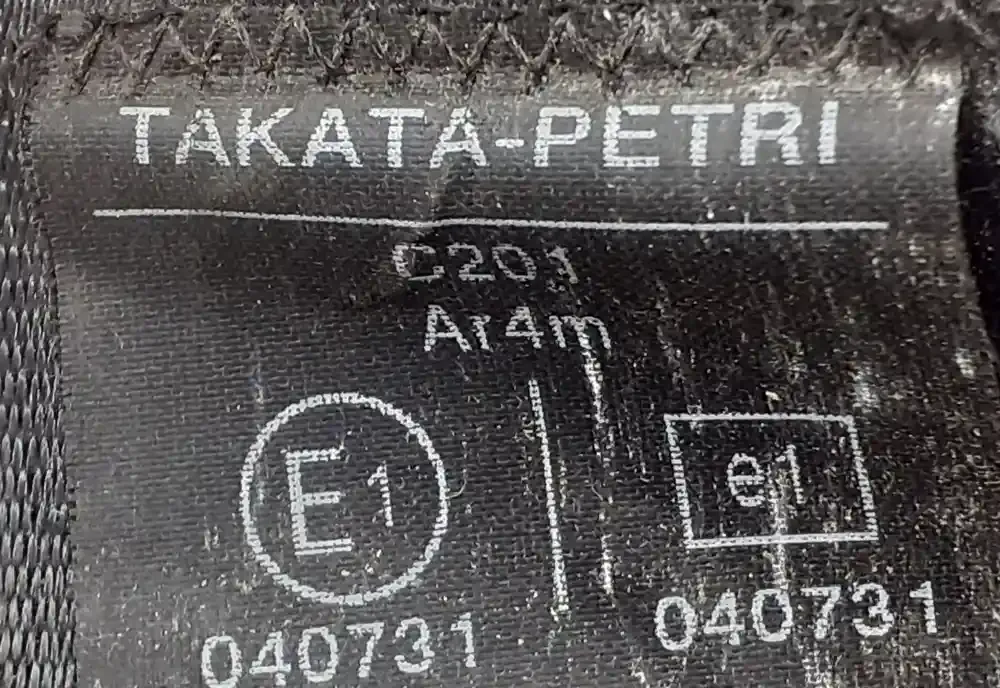 TAKATA-PETRI
C201
Ar4m
E1 e1
040731 040731